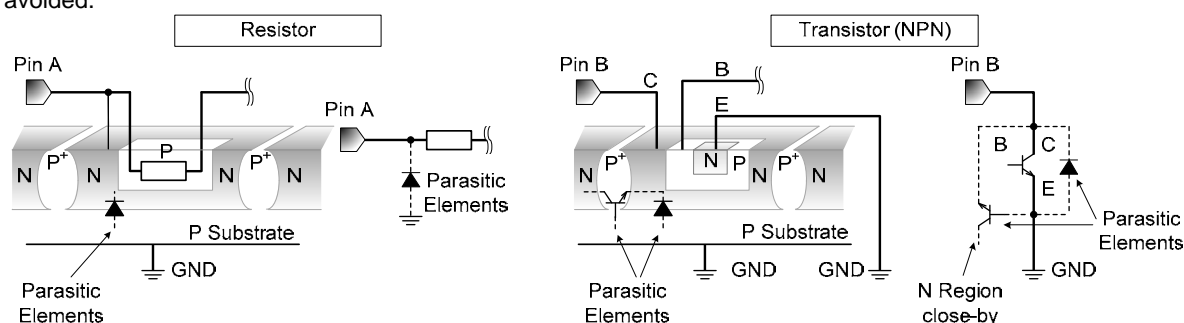 avoided.
Resistor
Transistor (NPN)
Pin A
Pin A
Pin B
C
B
E
Pin B
N
P+
N
P
N
P+
N
N
P+
N
N
P
N
P+
N
B
C
E
Parasitic
Elements
P Substrate
GND
Parasitic
Elements
P Substrate
GND
GND
Parasitic
Elements
Parasitic
Elements
GND
N Region
close-by